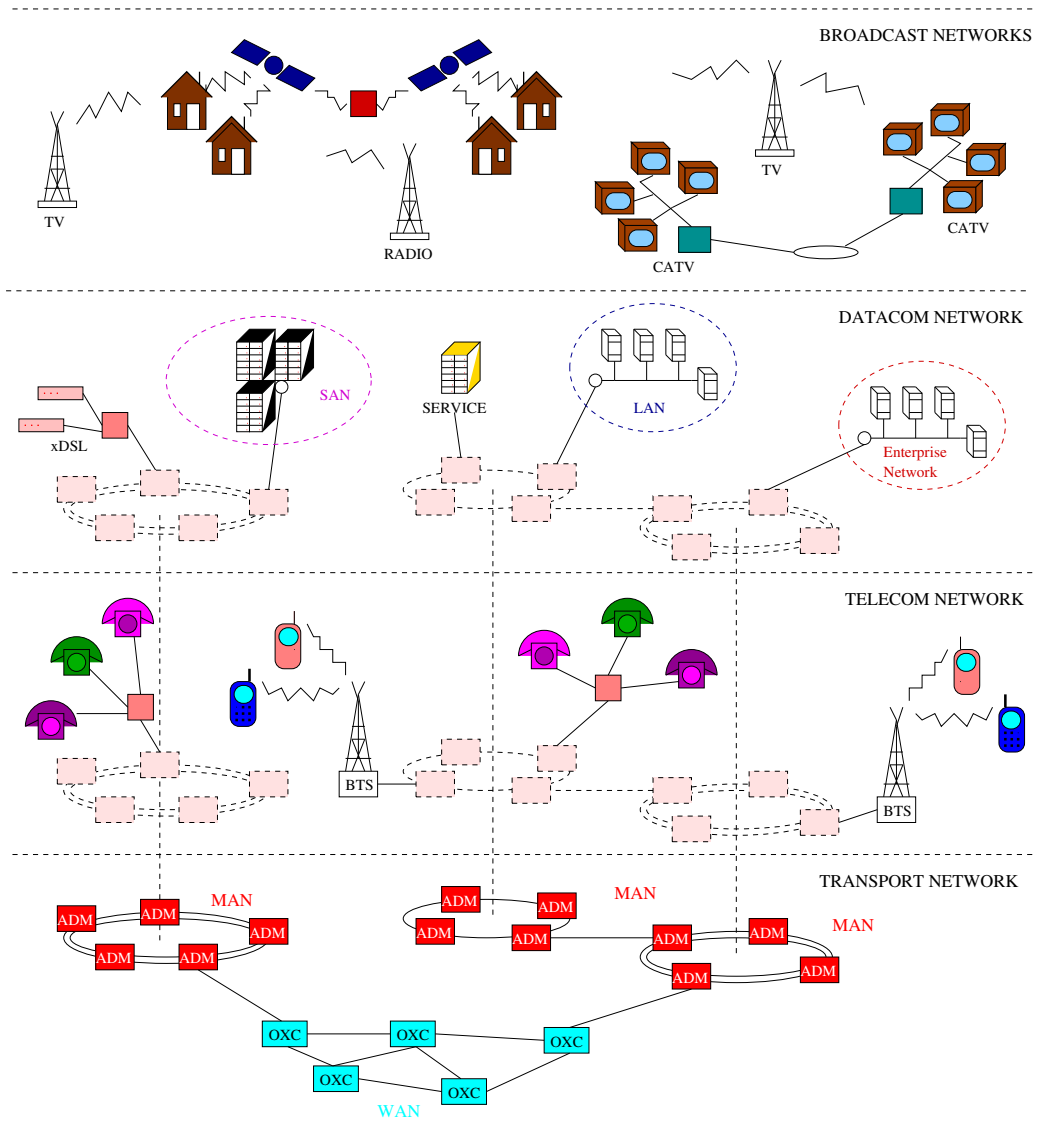 BROADCAST NETWORKS
TV
RADIO
TV
CATV
CATV
DATACOM NETWORK
SAN
xDSL
SERVICE
LAN
Enterprise
Network
TELECOM NETWORK
BTS
BTS
TRANSPORT NETWORK
MAN
ADM
ADM
ADM
ADM
ADM
MAN
ADM
ADM
ADM
ADM
MAN
ADM
ADM
ADM
ADM
OXC
OXC
OXC
OXC
OXC
WAN